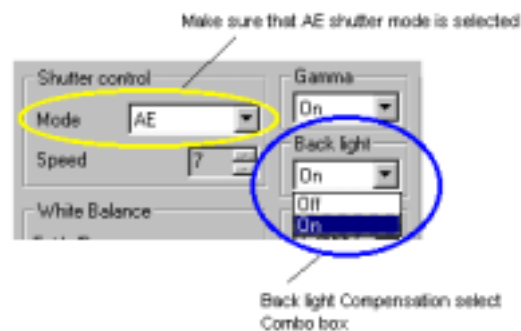 Make sure that AE shutter mode is selected
Shutter control
Mode
AE
Speed
7
Gamma
On
Back light
On
Off
On
White Balance
Back light Compensation select
Combo box